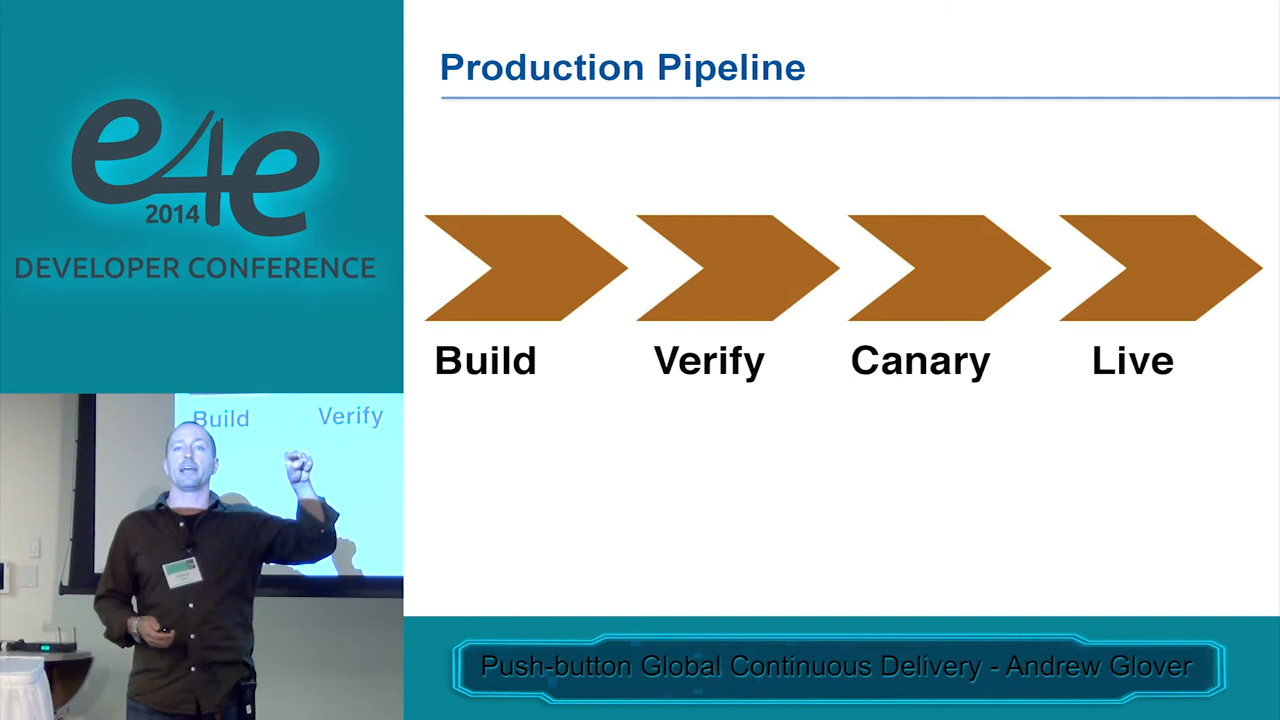 e4e
2014
DEVELOPER CONFERENCE
Production Pipeline
Build
Verify
Canary
Live
Build
Verify
Push-button Global Continuous Delivery - Andrew Glover